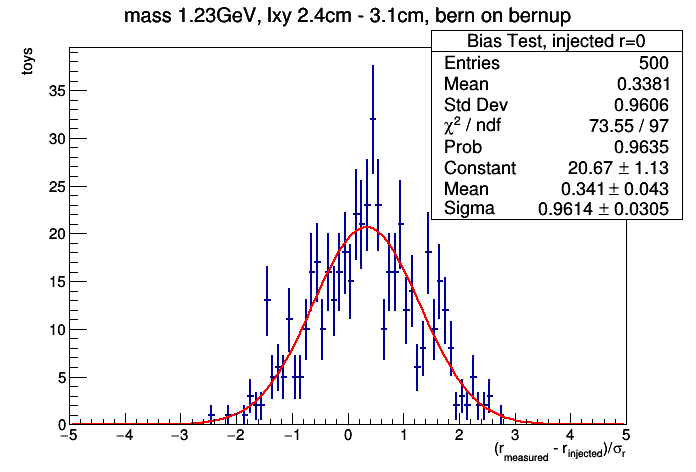 mass 1.23GeV, lxy 2.4cm - 3.1cm, bern on bernup
Bias Test, injected r=0
Entries 500
Mean 0.3381
Std Dev 0.9606
χ² / ndf 73.55 / 97
Prob 0.9635
Constant 20.67 ± 1.13
Mean 0.341 ± 0.043
Sigma 0.9614 ± 0.0305
toys
35
30
25
20
15
10
5
0
−5 −4 −3 −2 −1 0 1 2 3 4 5
(r_measured - r_injected)/σ_r